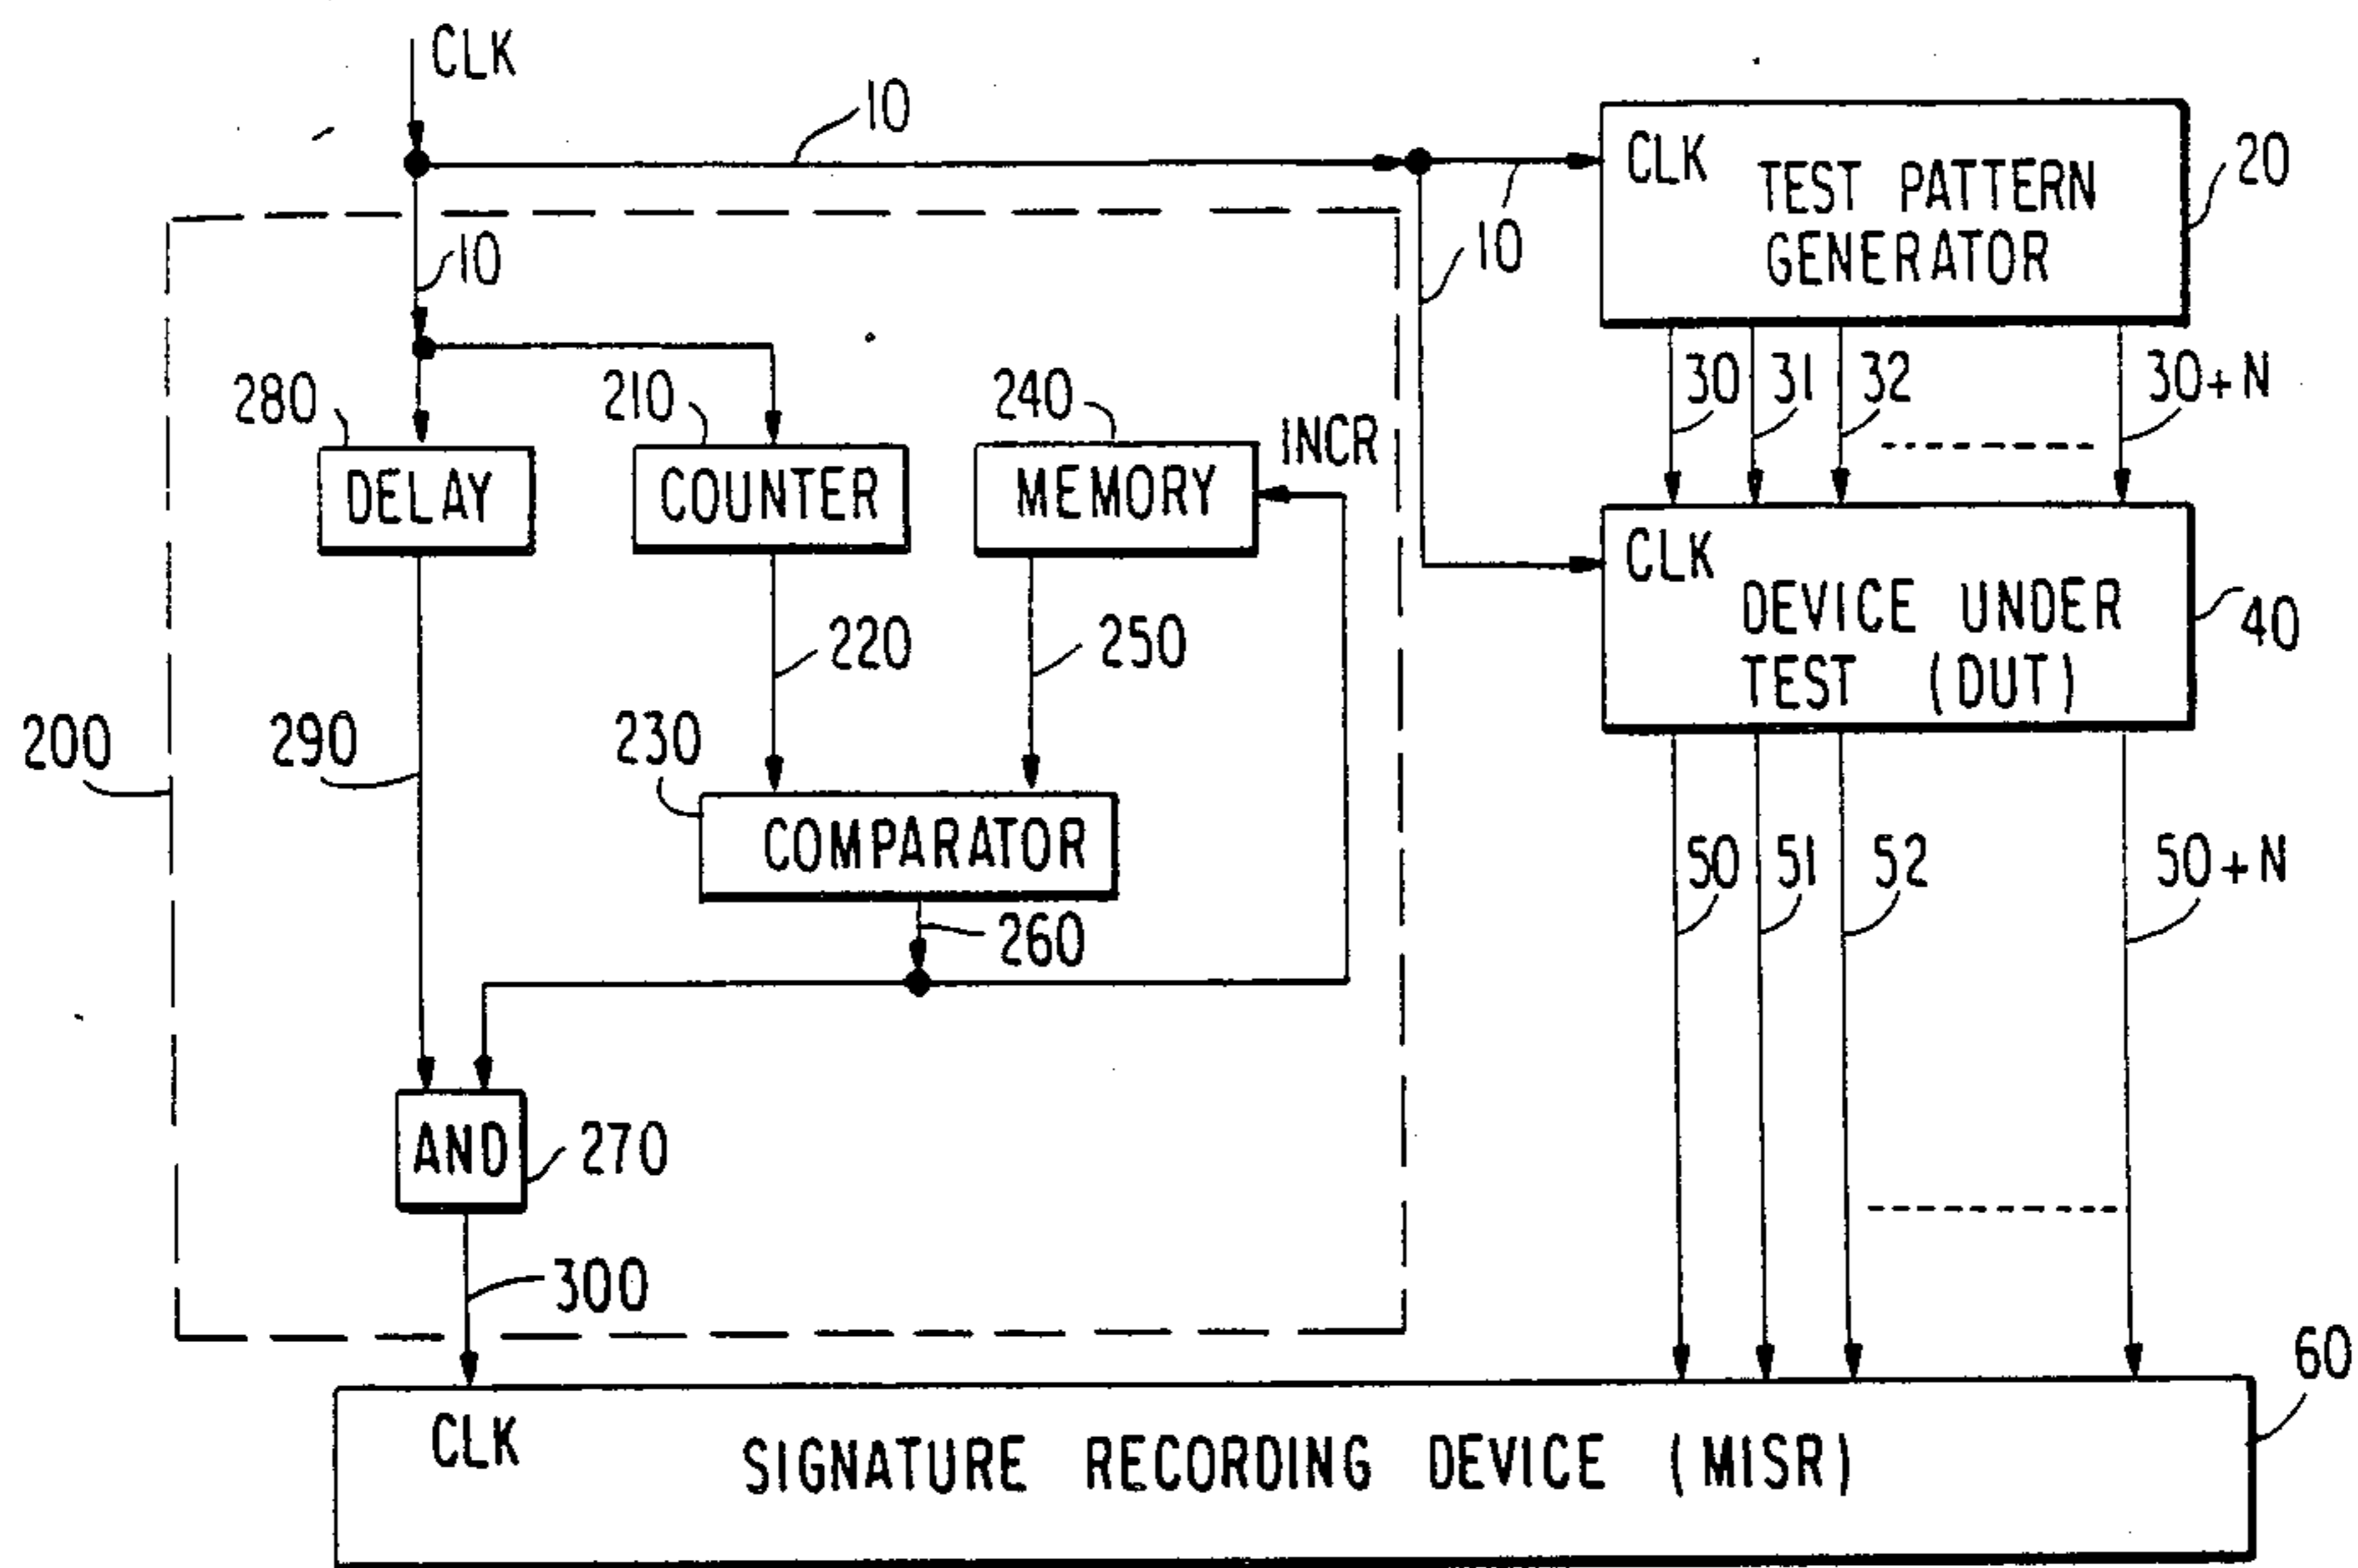 CLK
10
CLK
TEST PATTERN
GENERATOR
20
10
10
30
31
32
30+N
280
210
240
INCR
DELAY
COUNTER
MEMORY
CLK
DEVICE UNDER
TEST (DUT)
40
220
250
200
290
230
COMPARATOR
50
51
52
50+N
260
AND
270
300
60
CLK
SIGNATURE RECORDING DEVICE (MISR)